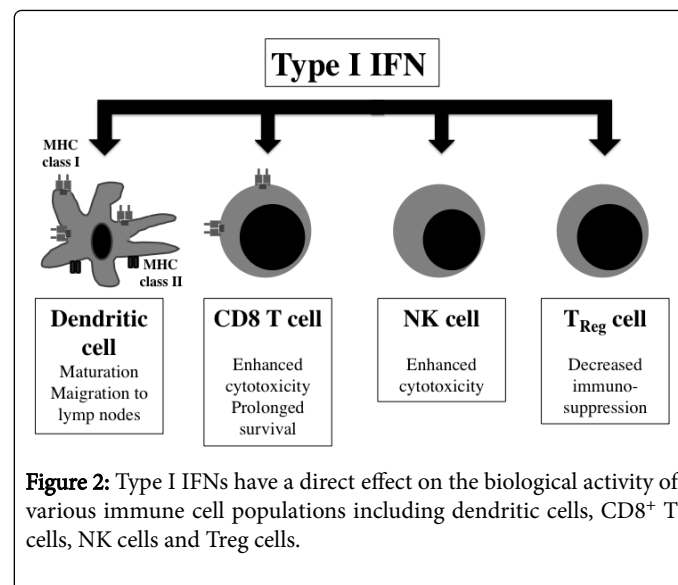 Type I IFN
MHC
class I
MHC
class II
Dendritic
cell
Maturation
Maigration to
lymp nodes
CD8 T cell
Enhanced
cytotoxicity
Prolonged
survival
NK cell
Enhanced
cytotoxicity
TReg cell
Decreased
immuno-
suppression
Figure 2: Type I IFNs have a direct effect on the biological activity of
various immune cell populations including dendritic cells, CD8⁺ T
cells, NK cells and Treg cells.